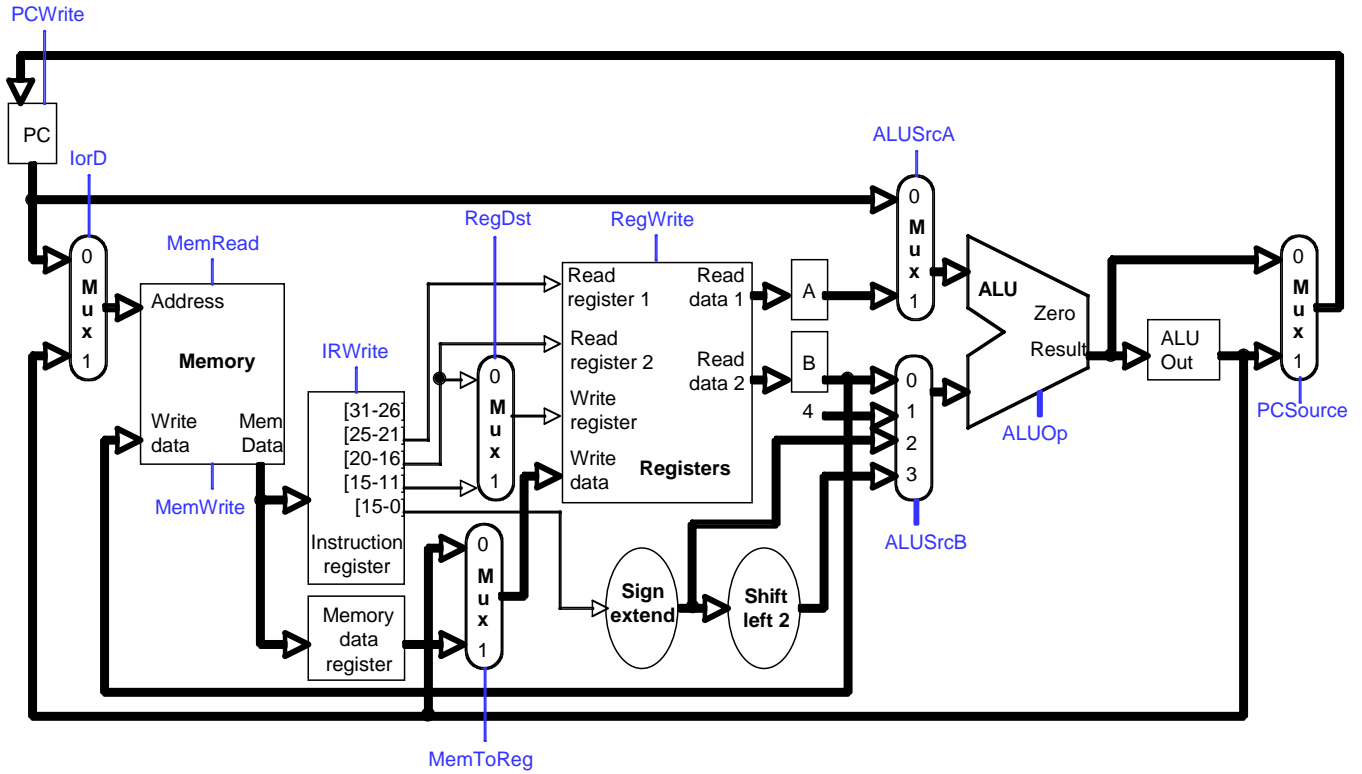 PCWrite
PC
IorD
0
M
u
x
1
MemRead
Address
Memory
Write
data
Mem
Data
MemWrite
IRWrite
[31-26]
[25-21]
[20-16]
[15-11]
[15-0]
Instruction
register
Memory
data
register
RegDst
0
M
u
x
1
0
M
u
x
1
MemToReg
RegWrite
Read
register 1
Read
register 2
Write
register
Write
data
Read
data 1
Read
data 2
Registers
Sign
extend
Shift
left 2
A
B
4
ALUSrcA
0
M
u
x
1
0
1
2
3
ALUSrcB
ALU
Zero
Result
ALUOp
ALU
Out
0
M
u
x
1
PCSource